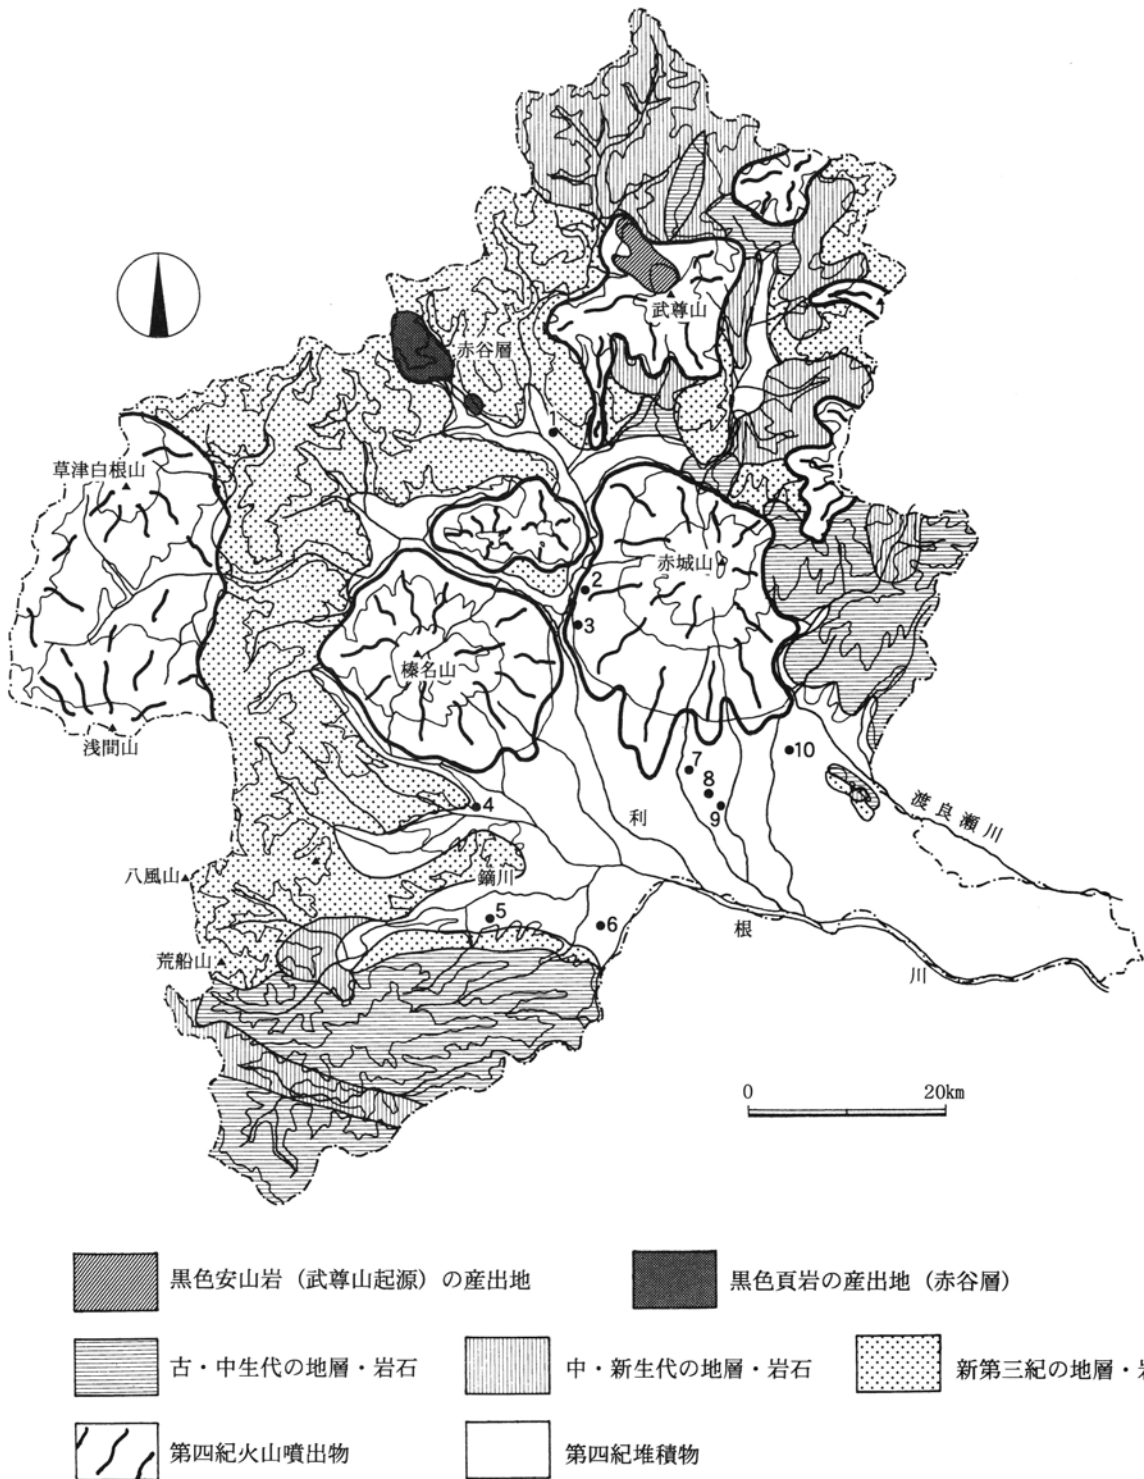 武尊山
赤谷層
1
草津白根山
赤城山
2
3
榛名山
浅間山
10
7
8
9
4
利
渡良瀬川
八風山
鏑川
5
6
根
荒船山
川
0 20km
黒色安山岩（武尊山起源）の産出地
黒色頁岩の産出地（赤谷層）
古・中生代の地層・岩石
中・新生代の地層・岩石
新第三紀の地層・
第四紀火山噴出物
第四紀堆積物